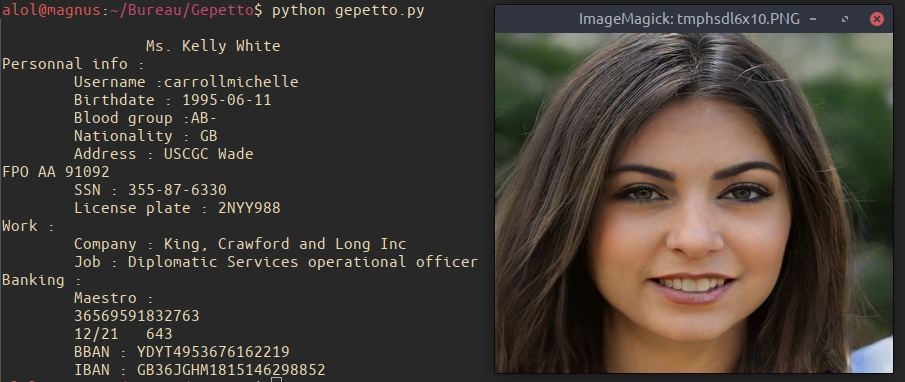 alol@magnus:~/Bureau/Gepetto$ python gepetto.py
ImageMagick: tmphsdl6x10.PNG
Ms. Kelly White
Personnal info :
Username :carrollmichelle
Birthdate : 1995-06-11
Blood group :AB-
Nationality : GB
Address : USCGC Wade
FPO AA 91092
SSN : 355-87-6330
License plate : 2NYY988
Work :
Company : King, Crawford and Long Inc
Job : Diplomatic Services operational officer
Banking :
Maestro :
36569591832763
12/21   643
BBAN : YDYT4953676162219
IBAN : GB36JGHM1815146298852